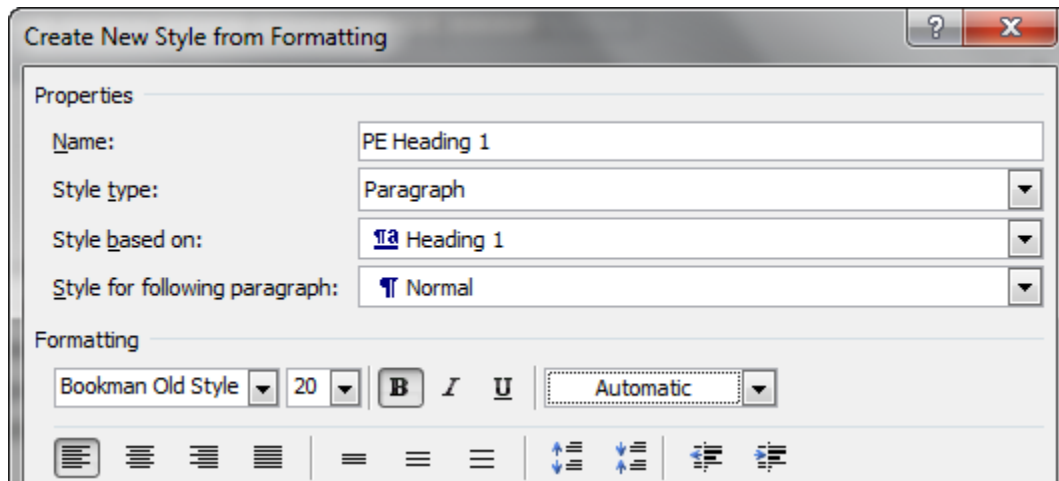 Create New Style from Formatting
Properties
Name: PE Heading 1
Style type: Paragraph
Style based on: ¶a Heading 1
Style for following paragraph: ¶ Normal
Formatting
Bookman Old Style 20 B I U Automatic